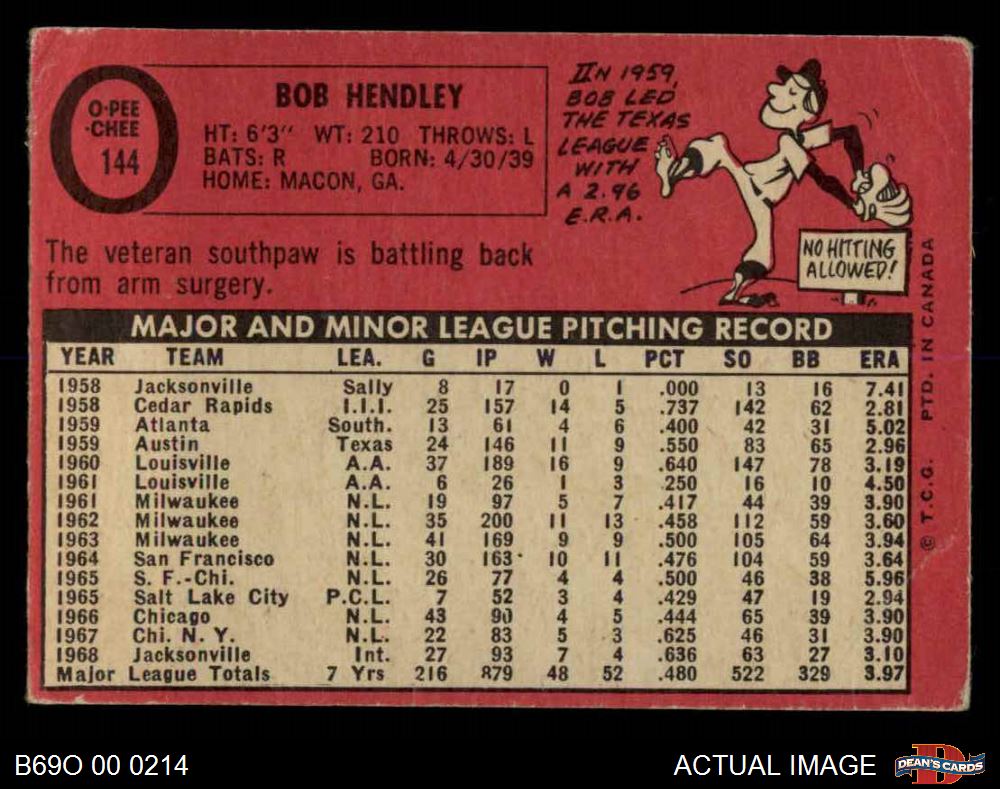 O-PEE
-CHEE
144
BOB HENDLEY
HT: 6'3" WT: 210 THROWS: L
BATS: R BORN: 4/30/39
HOME: MACON, GA.
IN 1959,
BOB LED
THE TEXAS
LEAGUE
WITH
A 2.96
E.R.A.
NO HITTING
ALLOWED!
The veteran southpaw is battling back
from arm surgery.
MAJOR AND MINOR LEAGUE PITCHING RECORD
YEAR TEAM LEA. G IP W L PCT SO BB ERA
1958 Jacksonville Sally 8 17 0 1 .000 13 16 7.41
1958 Cedar Rapids I.I.I. 25 157 14 5 .737 142 62 2.81
1959 Atlanta South. 13 61 4 6 .400 42 31 5.02
1959 Austin Texas 24 146 11 9 .550 83 65 2.96
1960 Louisville A.A. 37 189 16 9 .640 147 78 3.19
1961 Louisville A.A. 6 26 1 3 .250 16 10 4.50
1961 Milwaukee N.L. 19 97 5 7 .417 44 39 3.90
1962 Milwaukee N.L. 35 200 11 13 .458 112 59 3.60
1963 Milwaukee N.L. 41 169 9 9 .500 105 64 3.94
1964 San Francisco N.L. 30 163 10 11 .476 104 59 3.64
1965 S. F.-Chi. N.L. 26 77 4 4 .500 46 38 5.96
1965 Salt Lake City P.C.L. 7 52 3 4 .429 47 19 2.94
1966 Chicago N.L. 43 90 4 5 .444 65 39 3.90
1967 Chi. N. Y. N.L. 22 83 5 3 .625 46 31 3.90
1968 Jacksonville Int. 27 93 7 4 .636 63 27 3.10
Major League Totals 7 Yrs 216 879 48 52 .480 522 329 3.97
© T.C.G. PTD. IN CANADA
B69O 00 0214
ACTUAL IMAGE
DEAN'S CARDS